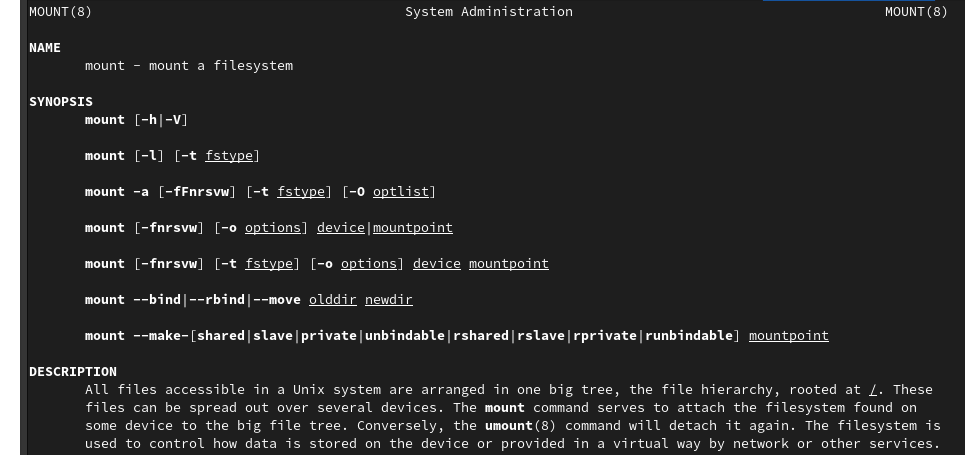 MOUNT(8) System Administration MOUNT(8)
NAME
mount - mount a filesystem
SYNOPSIS
mount [-h|-V]
mount [-l] [-t fstype]
mount -a [-fFnrsvw] [-t fstype] [-O optlist]
mount [-fnrsvw] [-o options] device|mountpoint
mount [-fnrsvw] [-t fstype] [-o options] device mountpoint
mount --bind|--rbind|--move olddir newdir
mount --make-[shared|slave|private|unbindable|rshared|rslave|rprivate|runbindable] mountpoint
DESCRIPTION
All files accessible in a Unix system are arranged in one big tree, the file hierarchy, rooted at /. These
files can be spread out over several devices. The mount command serves to attach the filesystem found on
some device to the big file tree. Conversely, the umount(8) command will detach it again. The filesystem is
used to control how data is stored on the device or provided in a virtual way by network or other services.